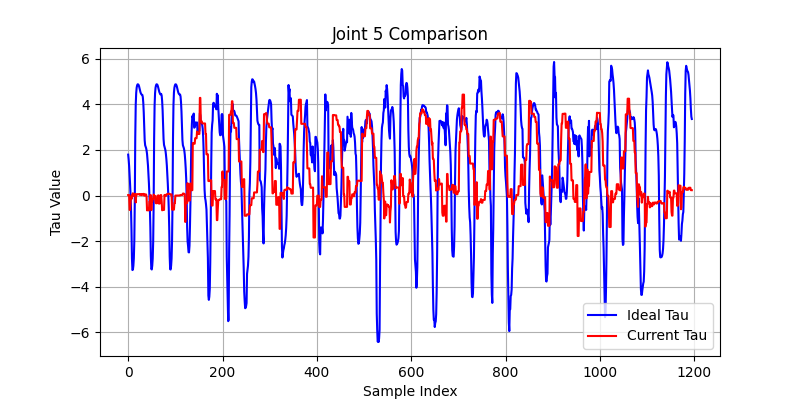 Joint 5 Comparison
Tau Value
6
4
2
0
−2
−4
−6
0
200
400
600
800
1000
1200
Sample Index
Ideal Tau
Current Tau